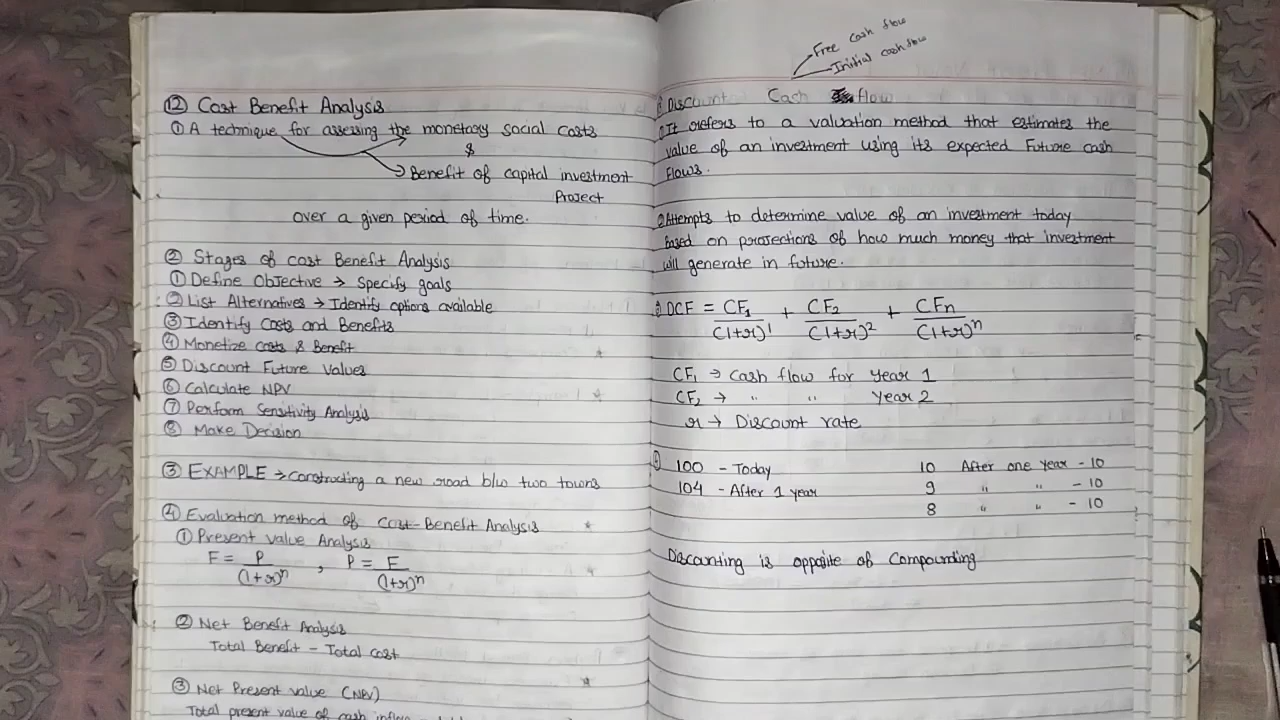 ⑫ Cost Benefit Analysis
① A technique for assessing the monetary social costs
&
Benefit of capital investment
Project
over a given period of time.
② Stages of cost Benefit Analysis
① Define Objective → Specify goals
② List Alternatives → Identify options available
③ Identify Costs and Benefits
④ Monetize costs & Benefit
⑤ Discount Future Values
⑥ Calculate NPV
⑦ Perform Sensitivity Analysis
⑧ Make Decision
③ EXAMPLE → Constructing a new road b/w two towns
④ Evaluation method of Cost-Benefit Analysis
① Present value Analysis
F = P/(1+r)^n , P = F/(1+r)^n
② Net Benefit Analysis
Total Benefit - Total cost
③ Net Present value (NPV)
Total present value of cash
Free cash flow
Initial cash flow
Discount Cash flow
It refers to a valuation method that estimates the
value of an investment using its expected Future cash
Flows.
② Attempts to determine value of an investment today
Based on projections of how much money that investment
will generate in future.
DCF = CF₁/(1+r)^1 + CF₂/(1+r)^2 + CFn/(1+r)^n
CF₁ → Cash flow for Year 1
CF₂ → " " Year 2
r → Discount rate
100 - Today 10 After one year - 10
104 - After 1 year 9 " " - 10
8 " " - 10
Discounting is opposite of Compounding